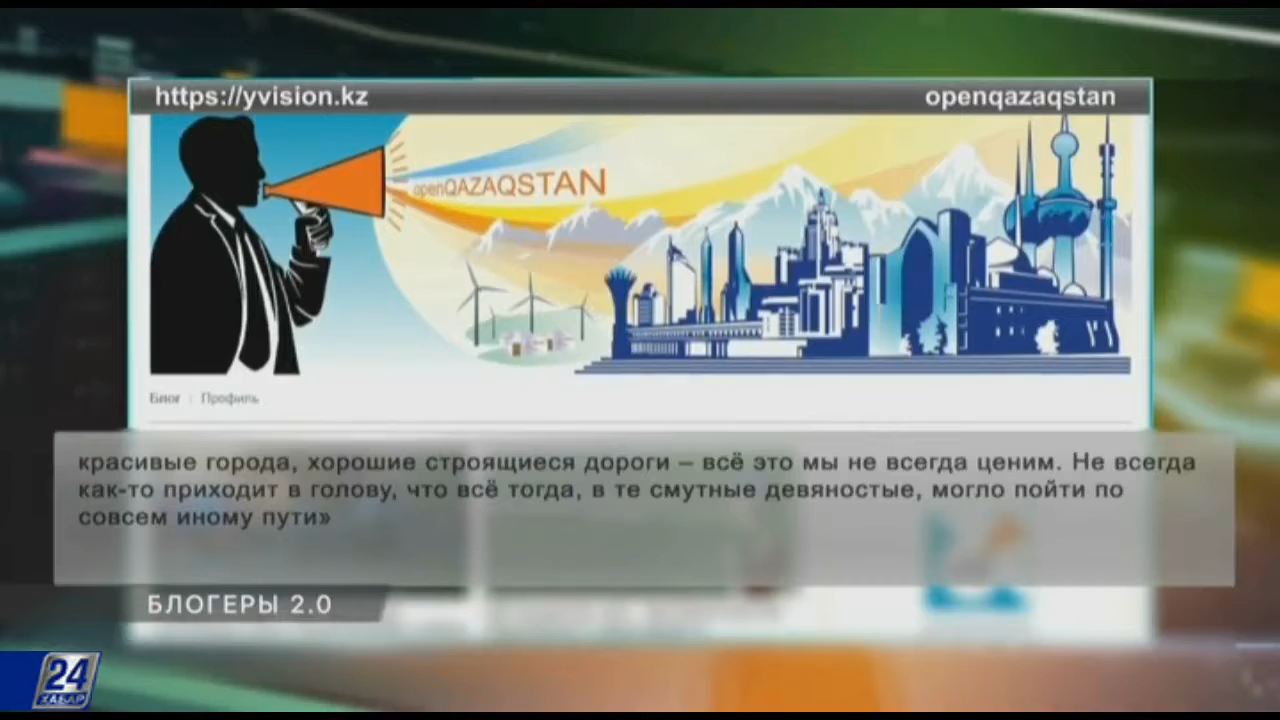 https://yvision.kz
openqazaqstan
openQAZAQSTAN
Блог | Профиль
красивые города, хорошие строящиеся дороги – всё это мы не всегда ценим. Не всегда
как-то приходит в голову, что всё тогда, в те смутные девяностые, могло пойти по
совсем иному пути»
БЛОГЕРЫ 2.0
24
ХАБАР